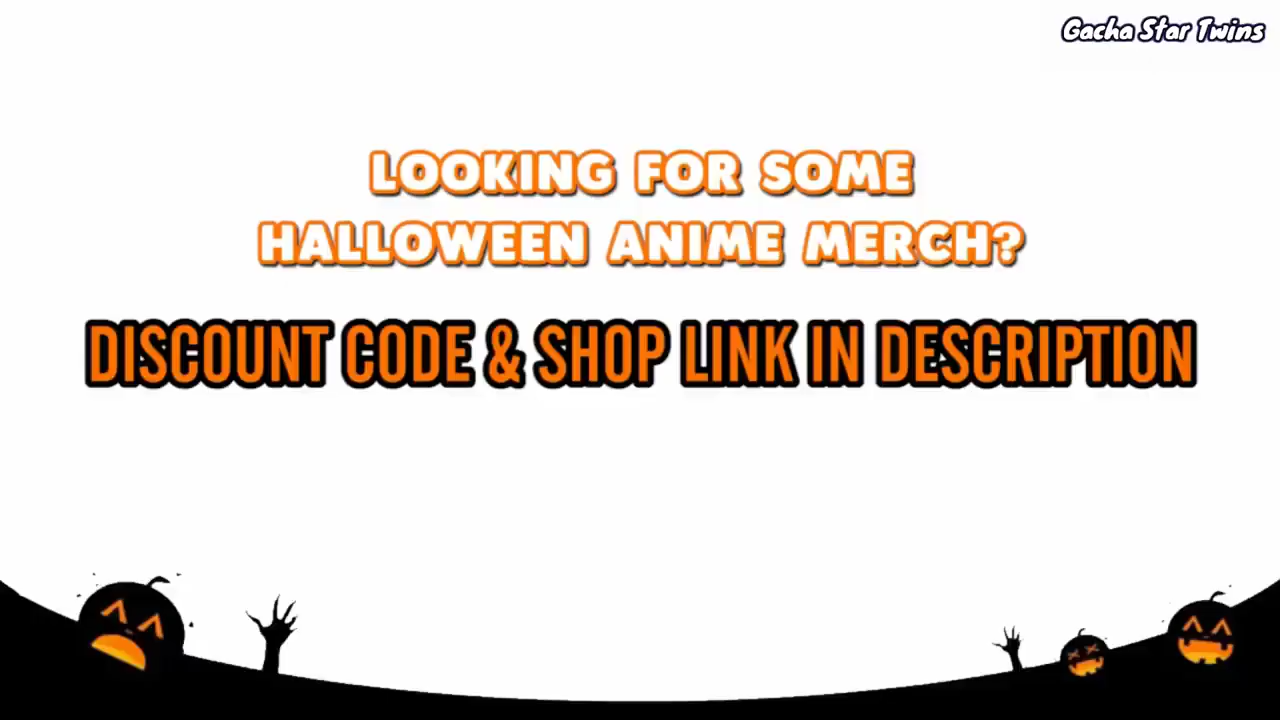 Gacha Star Twins
LOOKING FOR SOME
HALLOWEEN ANIME MERCH?
DISCOUNT CODE & SHOP LINK IN DESCRIPTION